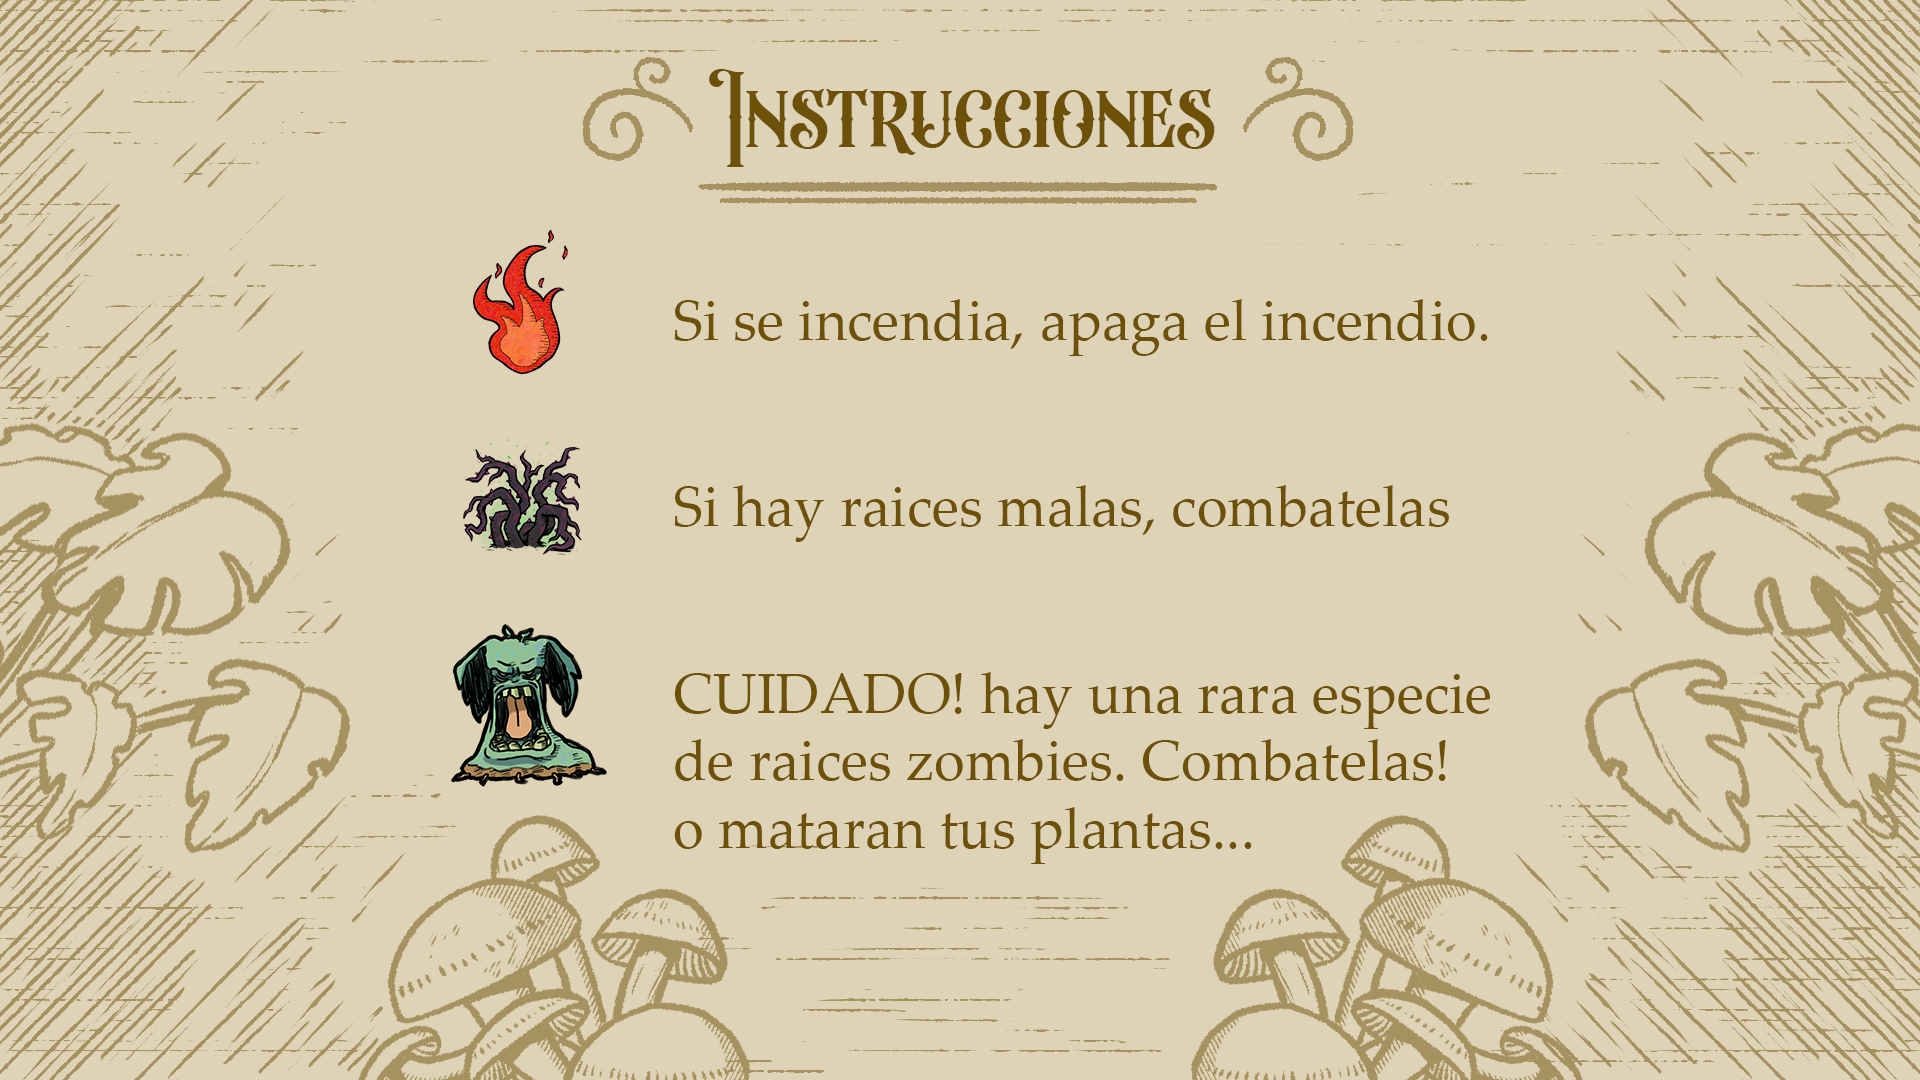 Instrucciones
Si se incendia, apaga el incendio.
Si hay raices malas, combatelas
CUIDADO! hay una rara especie
de raices zombies. Combatelas!
o mataran tus plantas...